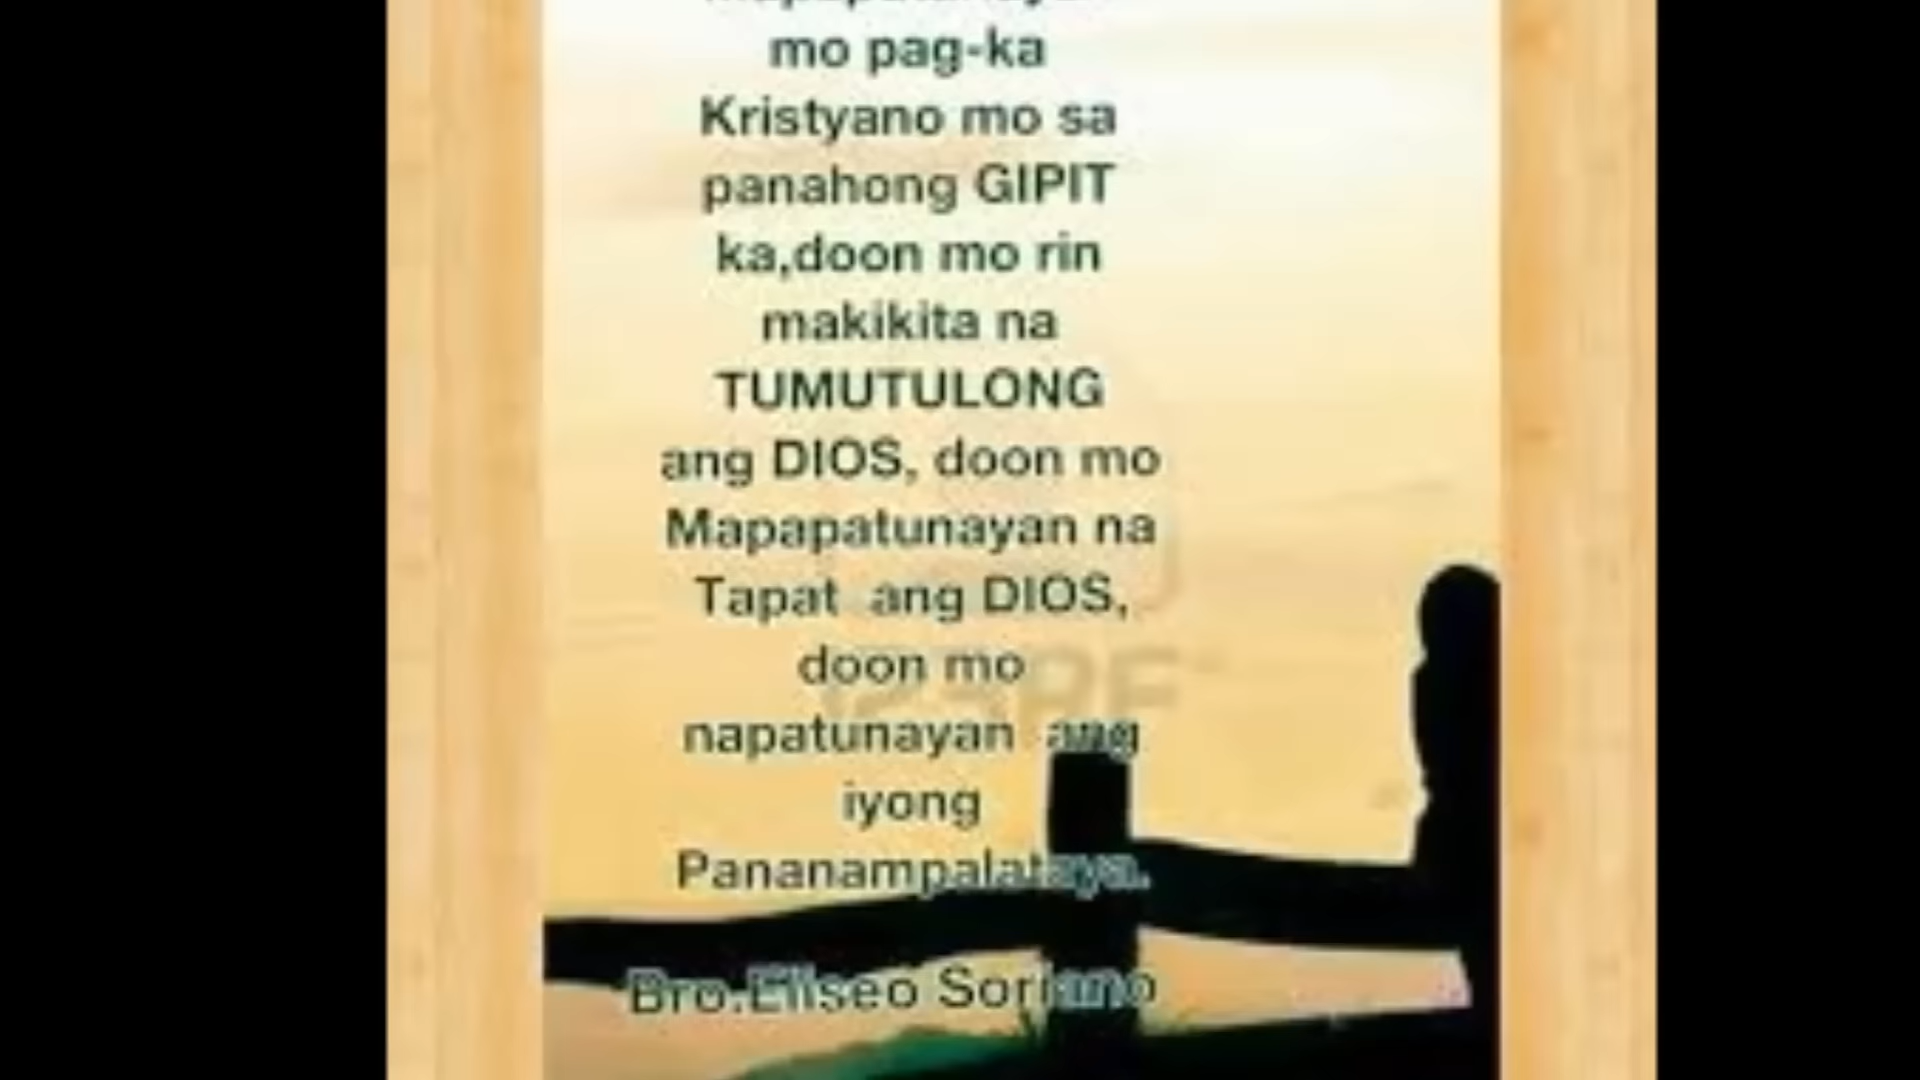 mo pag-ka
Kristyano mo sa
panahong GIPIT
ka,doon mo rin
makikita na
TUMUTULONG
ang DIOS, doon mo
Mapapatunayan na
Tapat ang DIOS,
doon mo
napatunayan ang
iyong
Pananampalataya.
Bro.Eliseo Soriano